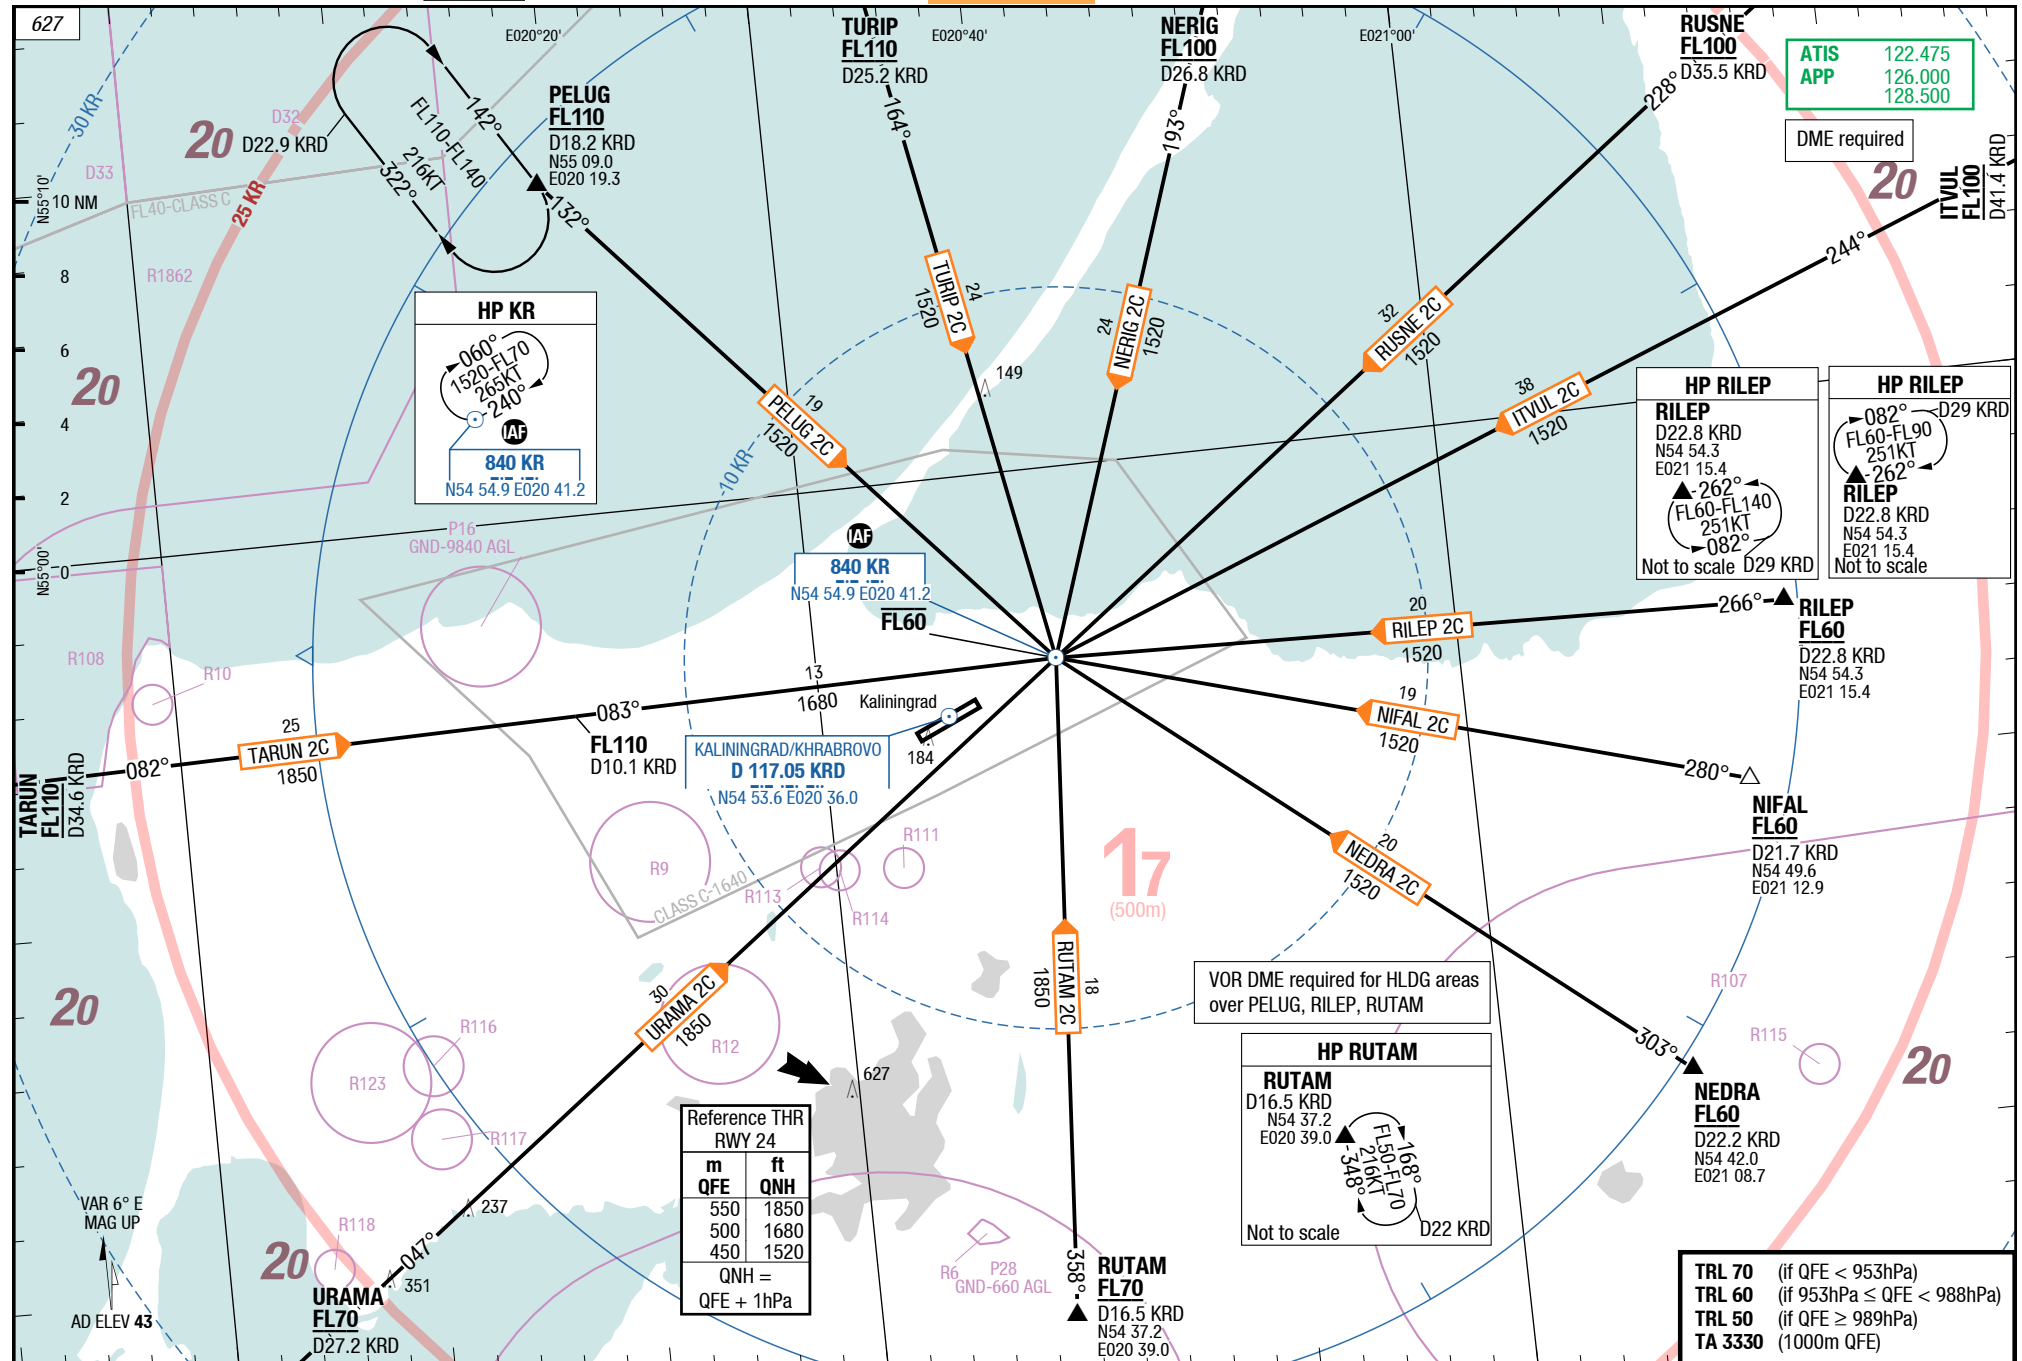 627
E020°20'
E020°40'
E021°00'
TURIP
FL110
D25.2 KRD
NERIG
FL100
D26.8 KRD
RUSNE
FL100
D35.5 KRD
ATIS 122.475
APP 126.000
128.500
DME required
ITVUL
FL100
D41.4 KRD
PELUG
FL110
D18.2 KRD
N55 09.0
E020 19.3
D22.9 KRD
142°
FL110-FL140
216KT
322°
132°
164°
193°
228°
244°
30 KR
25 KR
10 KR
D32
D33
FL40-CLASS C
R1862
N55°10'
10 NM
8
6
4
2
0
N55°00'
20
20
20
20
20
20
HP KR
060°
1520-FL70
265KT
240°
IAF
840 KR
N54 54.9 E020 41.2
TURIP 2C
24
1520
NERIG 2C
24
1520
RUSNE 2C
32
1520
ITVUL 2C
38
1520
PELUG 2C
19
1520
149
HP RILEP
RILEP
D22.8 KRD
N54 54.3
E021 15.4
262°
FL60-FL140
251KT
082°
Not to scale D29 KRD
HP RILEP
082° D29 KRD
FL60-FL90
251KT
262°
RILEP
D22.8 KRD
N54 54.3
E021 15.4
Not to scale
P16
GND-9840 AGL
IAF
840 KR
N54 54.9 E020 41.2
FL60
20
RILEP 2C
1520
266°
RILEP
FL60
D22.8 KRD
N54 54.3
E021 15.4
R108
R10
13
1680
083°
Kaliningrad
184
19
NIFAL 2C
1520
280°
NIFAL
FL60
D21.7 KRD
N54 49.6
E021 12.9
25
TARUN 2C
1850
082°
TARUN
FL110
D34.6 KRD
FL110
D10.1 KRD
KALININGRAD/KHRABROVO
D 117.05 KRD
N54 53.6 E020 36.0
R9
CLASS C-1640
R113
R114
R111
17
(500m)
20
NEDRA 2C
1520
303°
NEDRA
FL60
D22.2 KRD
N54 42.0
E021 08.7
R107
R115
VOR DME required for HLDG areas
over PELUG, RILEP, RUTAM
18
RUTAM 2C
1850
30
URAMA 2C
1850
R12
R116
R123
R117
R118
627
237
351
HP RUTAM
RUTAM
D16.5 KRD
N54 37.2
E020 39.0
168°
FL50-FL70
216KT
348°
Not to scale D22 KRD
Reference THR
RWY 24
m ft
QFE QNH
550 1850
500 1680
450 1520
QNH =
QFE + 1hPa
VAR 6° E
MAG UP
AD ELEV 43
047°
URAMA
FL70
D27.2 KRD
R6
P28
GND-660 AGL
358°
RUTAM
FL70
D16.5 KRD
N54 37.2
E020 39.0
TRL 70 (if QFE < 953hPa)
TRL 60 (if 953hPa ≤ QFE < 988hPa)
TRL 50 (if QFE ≥ 989hPa)
TA 3330 (1000m QFE)